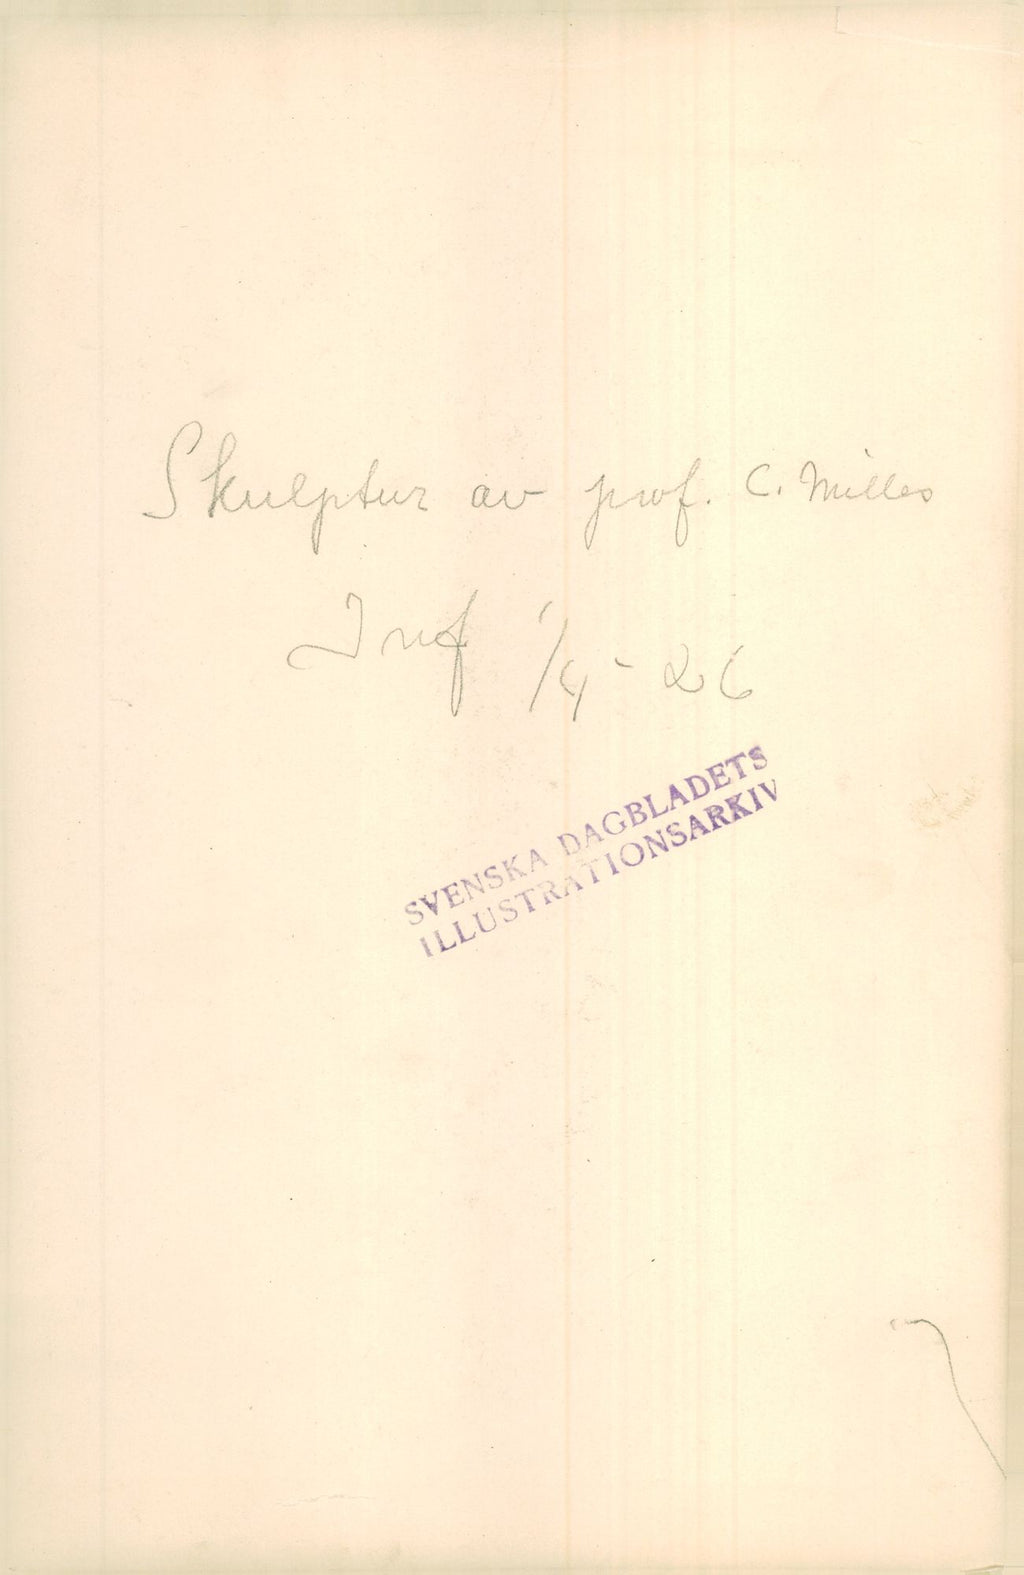 Skulptur av prof. C. Milles
Inf 1/4 - 26
SVENSKA DAGBLADETS
ILLUSTRATIONSARKIV